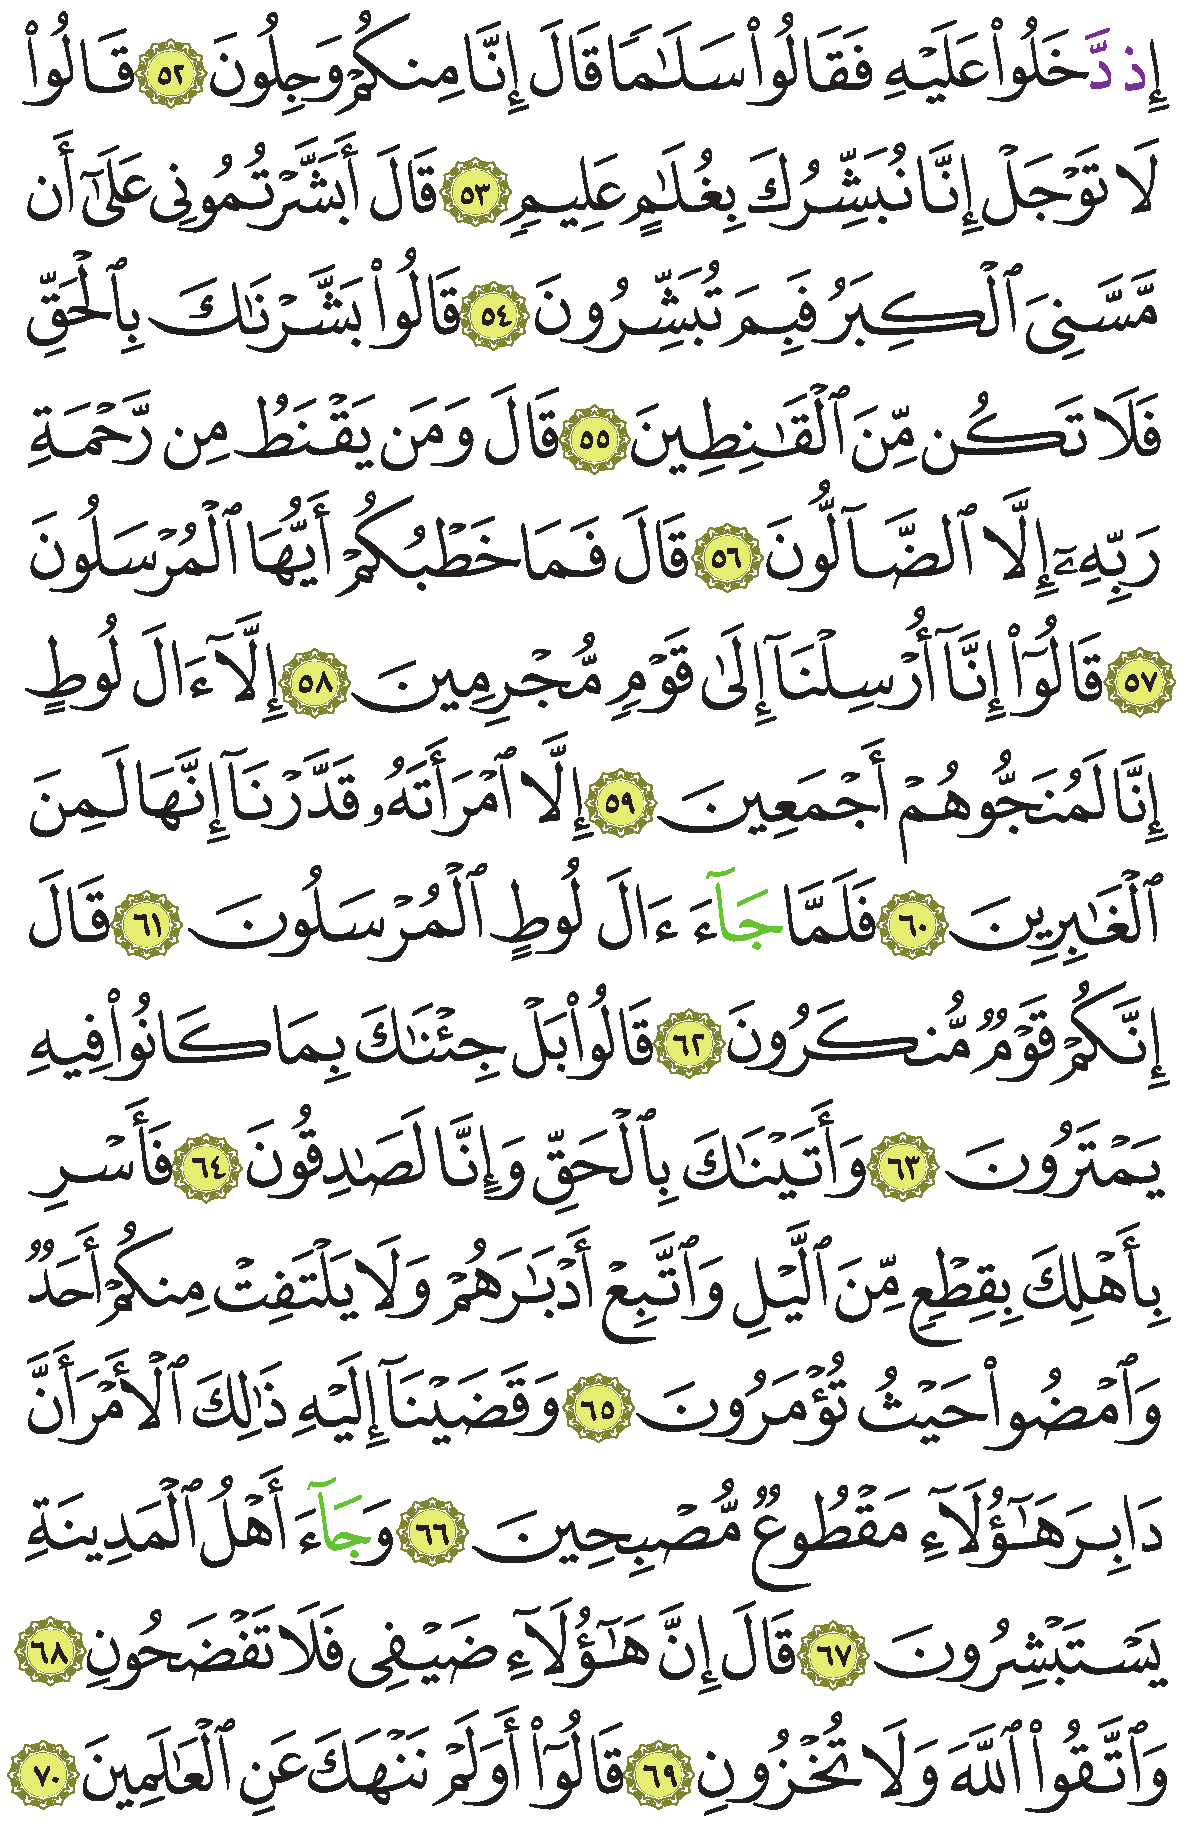 إِذ دَّخَلُوا۟ عَلَيْهِ فَقَالُوا۟ سَلَـٰمًا قَالَ إِنَّا مِنكُمْ وَجِلُونَ ٥٢ قَالُوا۟
لَا تَوْجَلْ إِنَّا نُبَشِّرُكَ بِغُلَـٰمٍ عَلِيمٍ ٥٣ قَالَ أَبَشَّرْتُمُونِى عَلَىٰٓ أَن
مَّسَّنِىَ ٱلْكِبَرُ فَبِمَ تُبَشِّرُونَ ٥٤ قَالُوا۟ بَشَّرْنَـٰكَ بِٱلْحَقِّ
فَلَا تَكُن مِّنَ ٱلْقَـٰنِطِينَ ٥٥ قَالَ وَمَن يَقْنَطُ مِن رَّحْمَةِ
رَبِّهِۦٓ إِلَّا ٱلضَّآلُّونَ ٥٦ قَالَ فَمَا خَطْبُكُمْ أَيُّهَا ٱلْمُرْسَلُونَ
٥٧ قَالُوٓا۟ إِنَّآ أُرْسِلْنَآ إِلَىٰ قَوْمٍ مُّجْرِمِينَ ٥٨ إِلَّآ ءَالَ لُوطٍ
إِنَّا لَمُنَجُّوهُمْ أَجْمَعِينَ ٥٩ إِلَّا ٱمْرَأَتَهُۥ قَدَّرْنَآ إِنَّهَا لَمِنَ
ٱلْغَـٰبِرِينَ ٦٠ فَلَمَّا جَآءَ ءَالَ لُوطٍ ٱلْمُرْسَلُونَ ٦١ قَالَ
إِنَّكُمْ قَوْمٌ مُّنكَرُونَ ٦٢ قَالُوا۟ بَلْ جِئْنَـٰكَ بِمَا كَانُوا۟ فِيهِ
يَمْتَرُونَ ٦٣ وَأَتَيْنَـٰكَ بِٱلْحَقِّ وَإِنَّا لَصَـٰدِقُونَ ٦٤ فَأَسْرِ
بِأَهْلِكَ بِقِطْعٍ مِّنَ ٱلَّيْلِ وَٱتَّبِعْ أَدْبَـٰرَهُمْ وَلَا يَلْتَفِتْ مِنكُمْ أَحَدٌ
وَٱمْضُوا۟ حَيْثُ تُؤْمَرُونَ ٦٥ وَقَضَيْنَآ إِلَيْهِ ذَٰلِكَ ٱلْأَمْرَ أَنَّ
دَابِرَ هَـٰٓؤُلَآءِ مَقْطُوعٌ مُّصْبِحِينَ ٦٦ وَجَآءَ أَهْلُ ٱلْمَدِينَةِ
يَسْتَبْشِرُونَ ٦٧ قَالَ إِنَّ هَـٰٓؤُلَآءِ ضَيْفِى فَلَا تَفْضَحُونِ ٦٨
وَٱتَّقُوا۟ ٱللَّهَ وَلَا تُخْزُونِ ٦٩ قَالُوٓا۟ أَوَلَمْ نَنْهَكَ عَنِ ٱلْعَـٰلَمِينَ ٧٠